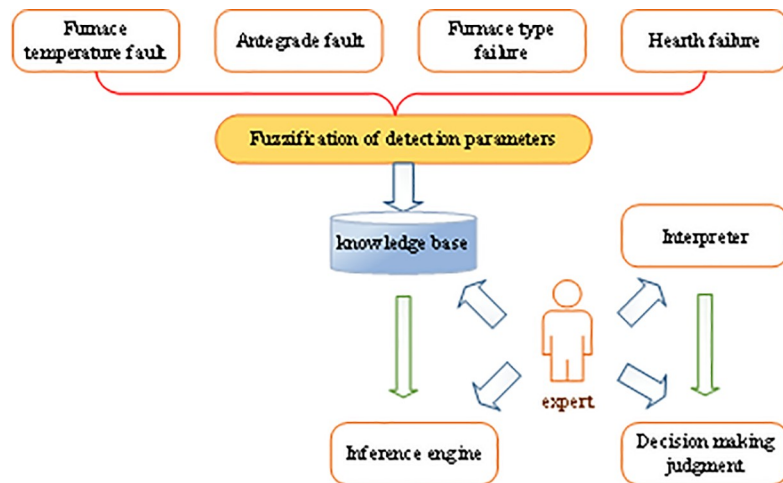 Furnace
temperature fault
Antegrade fault
Furnace type
failure
Hearth failure
Fuzzification of detection parameters
knowledge base
Interpreter
expert
Inference engine
Decision making
judgment